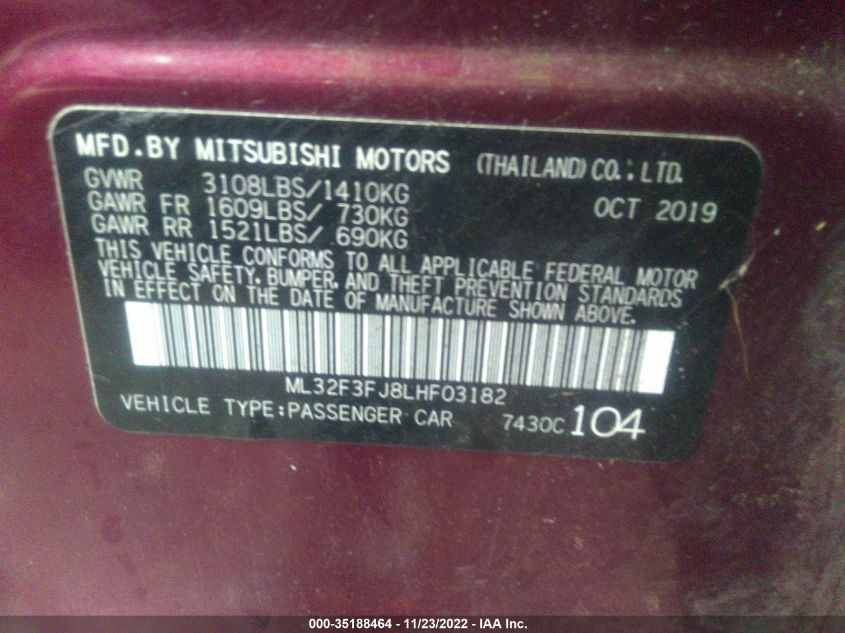 MFD.BY MITSUBISHI MOTORS (THAILAND) CO.; LTD.
GVWR 3108LBS/1410KG OCT 2019
GAWR FR 1609LBS/ 730KG
GAWR RR 1521LBS/ 690KG
THIS VEHICLE CONFORMS TO ALL APPLICABLE FEDERAL MOTOR
VEHICLE SAFETY, BUMPER, AND THEFT PREVENTION STANDARDS
IN EFFECT ON THE DATE OF MANUFACTURE SHOWN ABOVE.
ML32F3FJ8LHF03182
VEHICLE TYPE:PASSENGER CAR 7430C 104
000-35188464 - 11/23/2022 - IAA Inc.